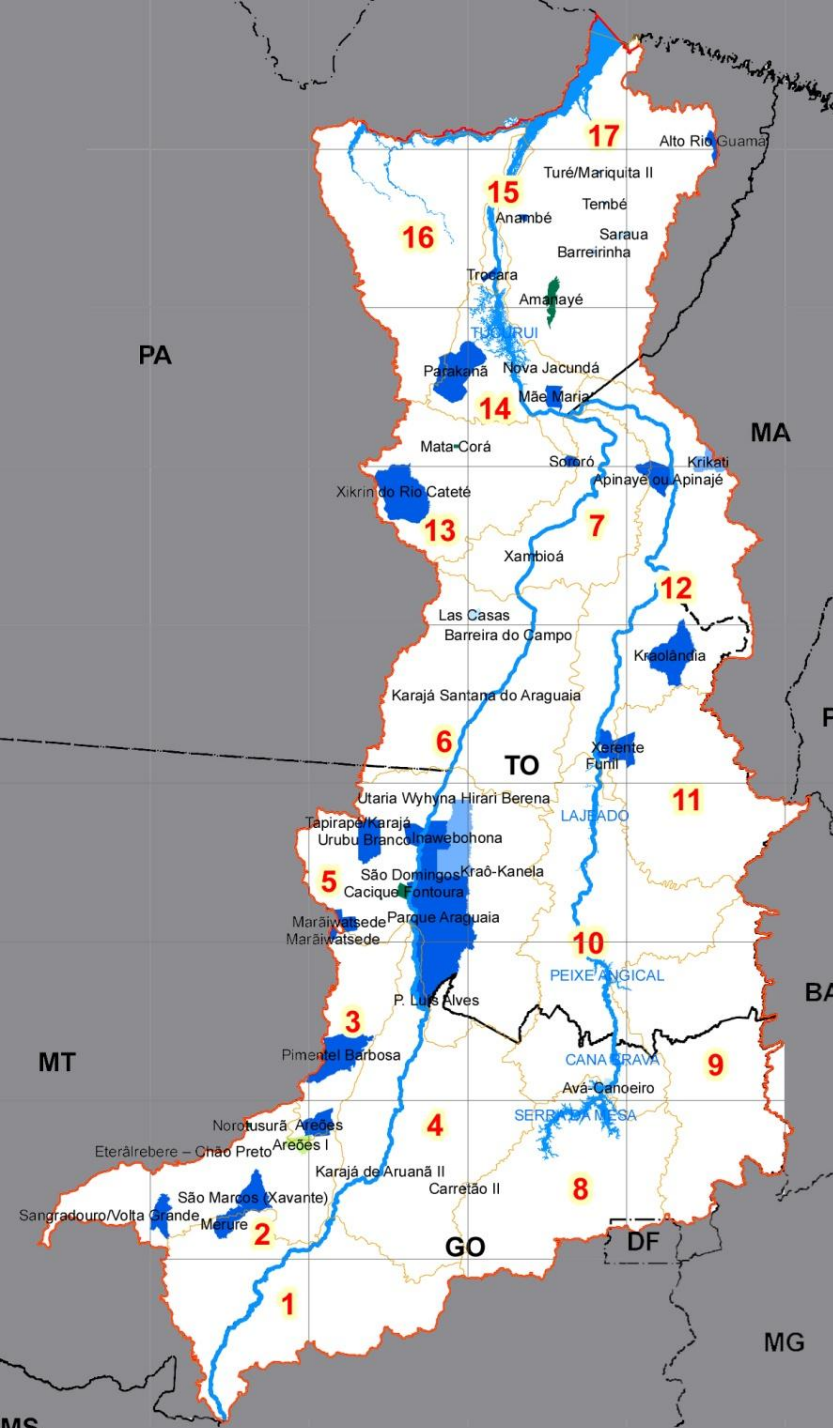 17
Alto Rio Guamá
Turé/Mariquita II
15
Tembé
Anambé
16
Saraua
Barreirinha
Trocara
Amanayé
TUCURUI
PA
Parakanã
Nova Jacundá
Mãe Maria
14
MA
Mata Corá
Sororó
Krikati
Apinayé ou Apinajé
Xikrin do Rio Cateté
13
7
Xambioá
12
Las Casas
Barreira do Campo
Kraolândia
Karajá Santana do Araguaia
6
Xerente
Funil
TO
11
Utaria Wyhyna Hirari Berena
LAJEADO
Tapirapé/Karajá
Urubu Branco
Inawebohona
5
São Domingos
Kraô-Kanela
Cacique Fontoura
Marãiwatsede
Parque Araguaia
Marãiwatsede
10
PEIXE ANGICAL
BA
P. Luis Alves
3
Pimentel Barbosa
MT
CANA BRAVA
9
Avá-Canoeiro
Norotusurã
Areões
4
SERRA DA MESA
Areões I
Eterãlrebere – Chão Preto
Karajá de Aruanã II
Carretão II
8
São Marcos (Xavante)
Sangradouro/Volta Grande
Merure
2
GO
DF
1
MG
MS